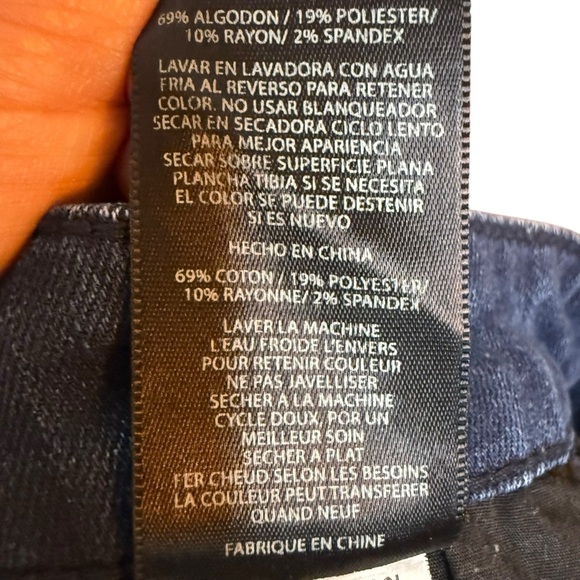 69% ALGODON / 19% POLIESTER/
10% RAYON/ 2% SPANDEX
LAVAR EN LAVADORA CON AGUA
FRIA AL REVERSO PARA RETENER
COLOR. NO USAR BLANQUEADOR
SECAR EN SECADORA CICLO LENTO
PARA MEJOR APARIENCIA
SECAR SOBRE SUPERFICIE PLANA
PLANCHA TIBIA SI SE NECESITA
EL COLOR SE PUEDE DESTENIR
SI ES NUEVO
HECHO EN CHINA
69% COTON / 19% POLYESTER/
10% RAYONNE/ 2% SPANDEX
LAVER LA MACHINE
L'EAU FROIDE L'ENVERS
POUR RETENIR COULEUR
NE PAS JAVELLISER
SECHER A LA MACHINE
CYCLE DOUX, POR UN
MEILLEUR SOIN
SECHER A PLAT
FER CHEUD SELON LES BESOINS
LA COULEUR PEUT TRANSFERER
QUAND NEUF
FABRIQUE EN CHINE